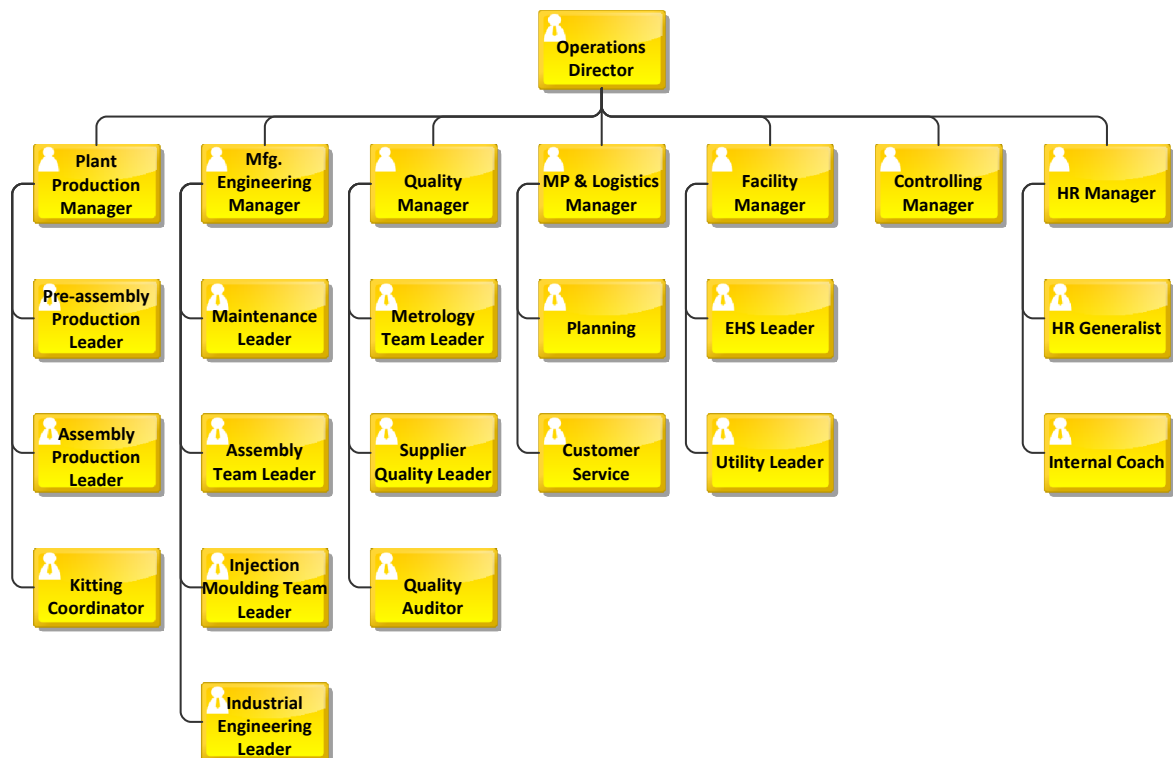 Operations
Director
Plant
Production
Manager
Mfg.
Engineering
Manager
Quality
Manager
MP & Logistics
Manager
Facility
Manager
Controlling
Manager
HR Manager
Pre-assembly
Production
Leader
Maintenance
Leader
Metrology
Team Leader
Planning
EHS Leader
HR Generalist
Assembly
Production
Leader
Assembly
Team Leader
Supplier
Quality Leader
Customer
Service
Utility Leader
Internal Coach
Kitting
Coordinator
Injection
Moulding Team
Leader
Quality
Auditor
Industrial
Engineering
Leader